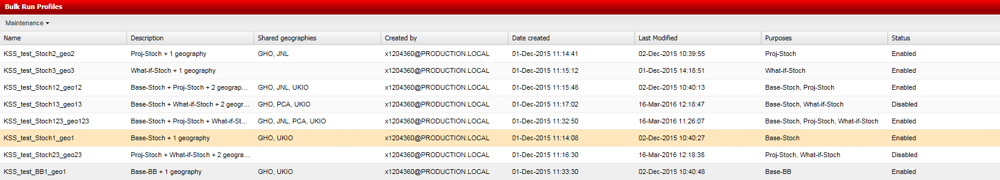 Bulk Run Profiles
Maintenance
Name Description Shared geographies Created by Date created Last Modified Purposes Status
KSS_test_Stoch2_geo2 Proj-Stoch + 1 geography GHO, JNL x1204360@PRODUCTION.LOCAL 01-Dec-2015 11:14:41 02-Dec-2015 10:39:55 Proj-Stoch Enabled
KSS_test_Stoch3_geo3 What-if-Stoch + 1 geography x1204360@PRODUCTION.LOCAL 01-Dec-2015 11:15:12 01-Dec-2015 14:18:51 What-if-Stoch Enabled
KSS_test_Stoch12_geo12 Base-Stoch + Proj-Stoch + 2 geograp... GHO, JNL, UKIO x1204360@PRODUCTION.LOCAL 01-Dec-2015 11:15:48 02-Dec-2015 10:40:13 Base-Stoch, Proj-Stoch Enabled
KSS_test_Stoch13_geo13 Base-Stoch + What-if-Stoch + 2 geogr... GHO, PCA, UKIO x1204360@PRODUCTION.LOCAL 01-Dec-2015 11:17:02 16-Mar-2016 12:18:47 Base-Stoch, What-if-Stoch Disabled
KSS_test_Stoch123_geo123 Base-Stoch + Proj-Stoch + What-if-St... GHO, JNL, PCA, UKIO x1204360@PRODUCTION.LOCAL 01-Dec-2015 11:32:50 16-Mar-2016 11:26:07 Base-Stoch, Proj-Stoch, What-if-Stoch Enabled
KSS_test_Stoch1_geo1 Base-Stoch + 1 geography GHO, UKIO x1204360@PRODUCTION.LOCAL 01-Dec-2015 11:14:08 02-Dec-2015 10:40:27 Base-Stoch Enabled
KSS_test_Stoch23_geo23 Proj-Stoch + What-if-Stoch + 2 geogra... x1204360@PRODUCTION.LOCAL 01-Dec-2015 11:16:30 16-Mar-2016 12:18:38 Proj-Stoch, What-if-Stoch Disabled
KSS_test_BB1_geo1 Base-BB + 1 geography GHO, UKIO x1204360@PRODUCTION.LOCAL 01-Dec-2015 11:33:30 02-Dec-2015 10:40:48 Base-BB Enabled